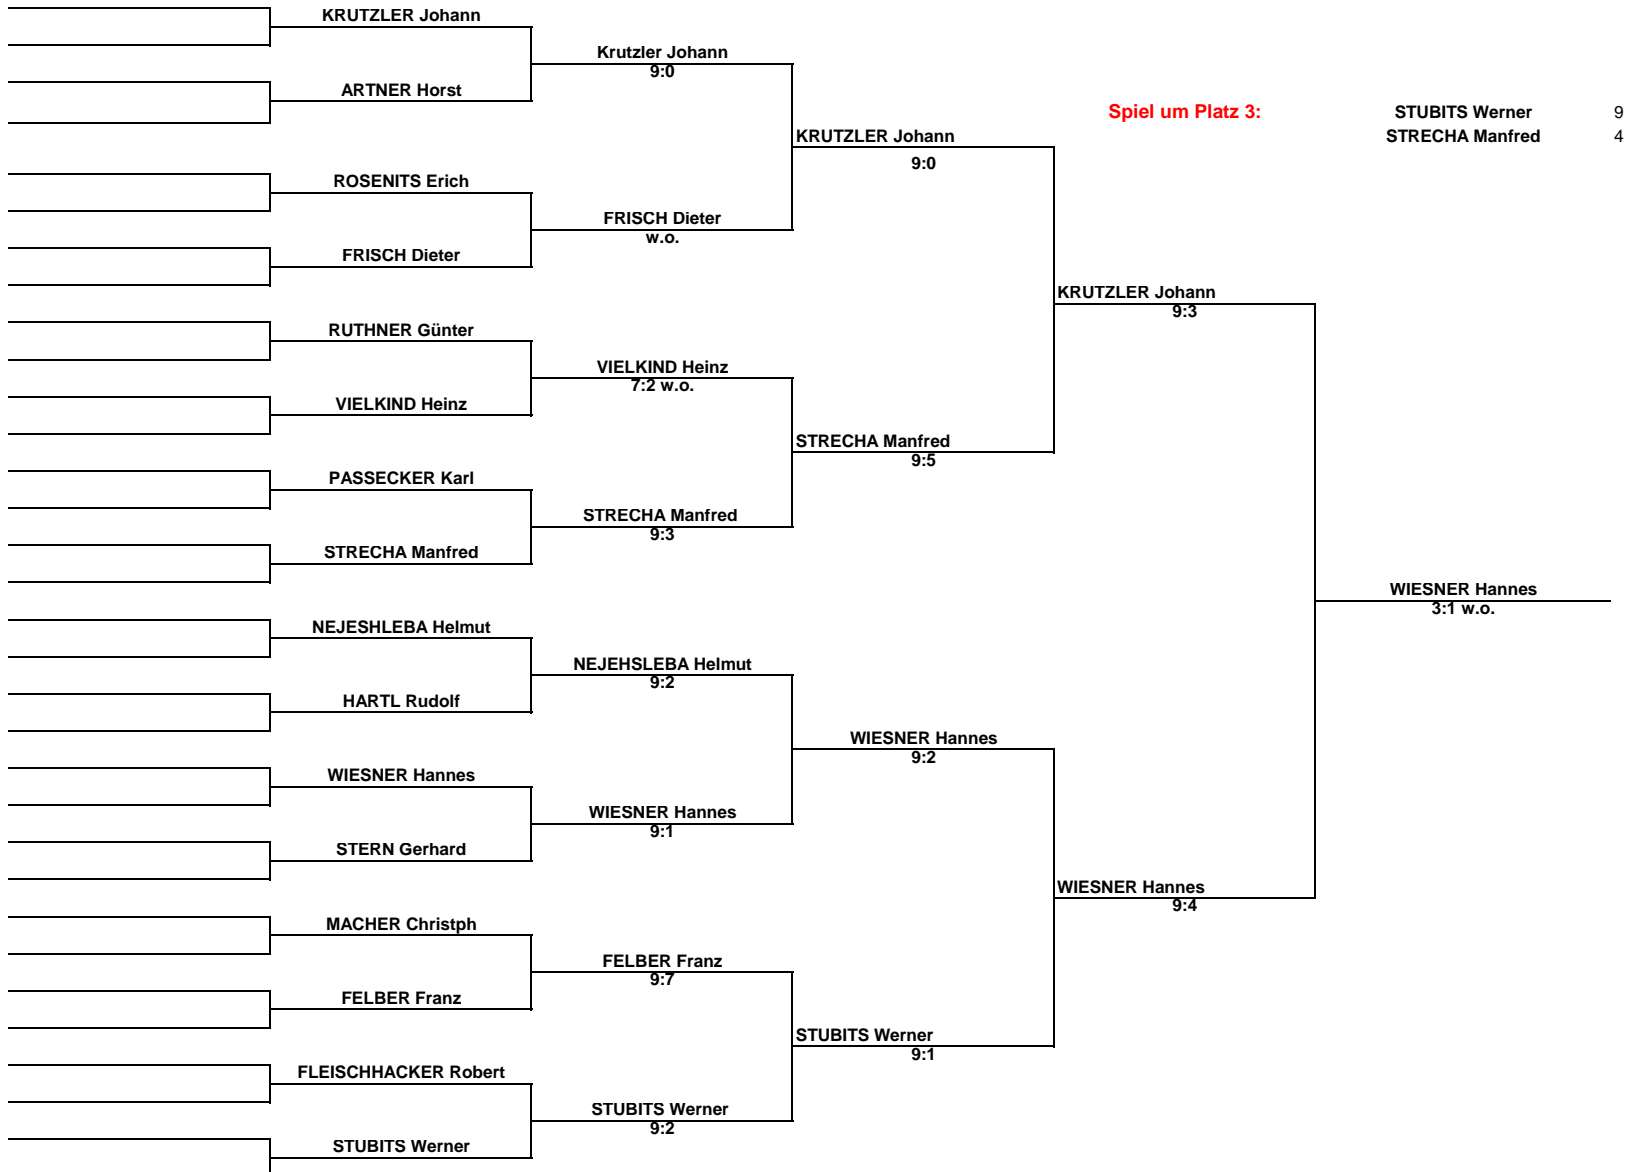 KRUTZLER Johann
Krutzler Johann
9:0
ARTNER Horst
Spiel um Platz 3: STUBITS Werner 9
STRECHA Manfred 4
KRUTZLER Johann
9:0
ROSENITS Erich
FRISCH Dieter
w.o.
FRISCH Dieter
KRUTZLER Johann
9:3
RUTHNER Günter
VIELKIND Heinz
7:2 w.o.
VIELKIND Heinz
STRECHA Manfred
9:5
PASSECKER Karl
STRECHA Manfred
9:3
STRECHA Manfred
WIESNER Hannes
3:1 w.o.
NEJESHLEBA Helmut
NEJEHSLEBA Helmut
9:2
HARTL Rudolf
WIESNER Hannes
9:2
WIESNER Hannes
WIESNER Hannes
9:1
STERN Gerhard
WIESNER Hannes
9:4
MACHER Christph
FELBER Franz
9:7
FELBER Franz
STUBITS Werner
9:1
FLEISCHHACKER Robert
STUBITS Werner
9:2
STUBITS Werner